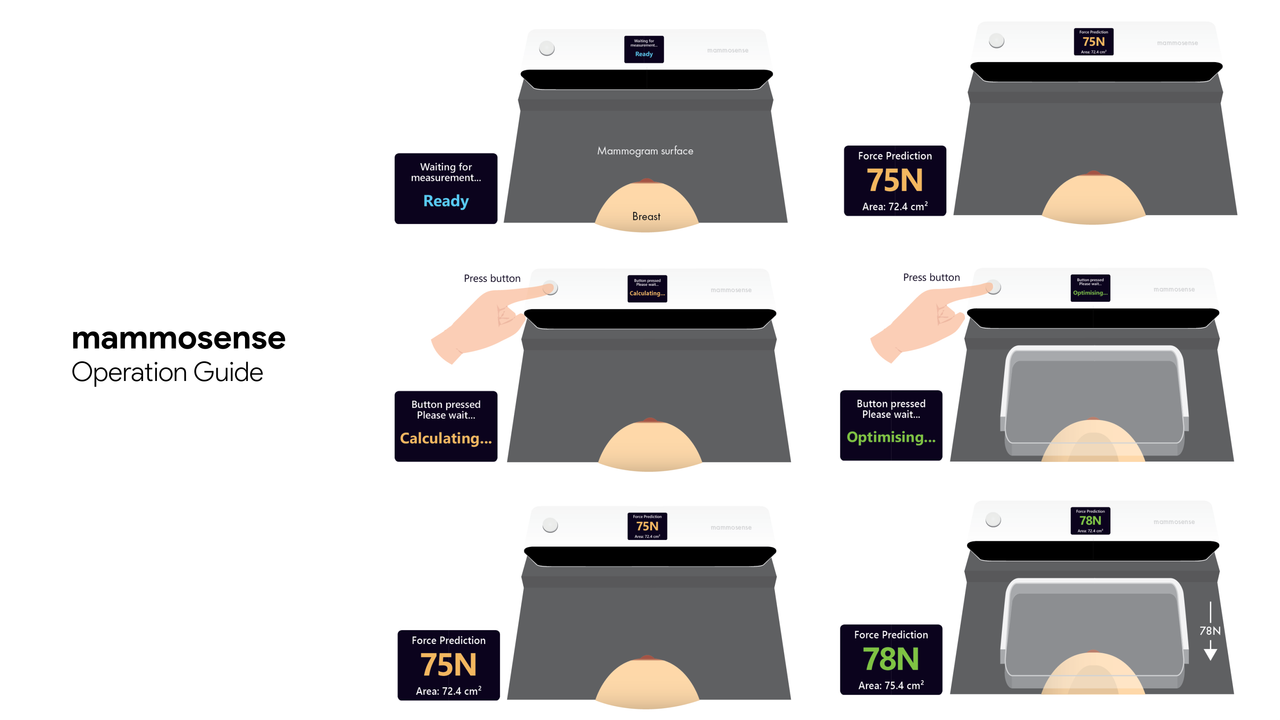 mammosense
Operation Guide
Waiting for
measurement...
Ready
mammosense
Mammogram surface
Breast
Waiting for
measurement...
Ready
Press button
Button pressed
Please wait...
Calculating...
mammosense
Button pressed
Please wait...
Calculating...
Force Prediction
75N
Area: 72.4 cm²
mammosense
Force Prediction
75N
Area: 72.4 cm²
Force Prediction
75N
Area: 72.4 cm²
mammosense
Force Prediction
75N
Area: 72.4 cm²
Press button
Button pressed
Please wait...
Optimising...
mammosense
Button pressed
Please wait...
Optimising...
Force Prediction
78N
Area: 75.4 cm²
mammosense
78N
Force Prediction
78N
Area: 75.4 cm²